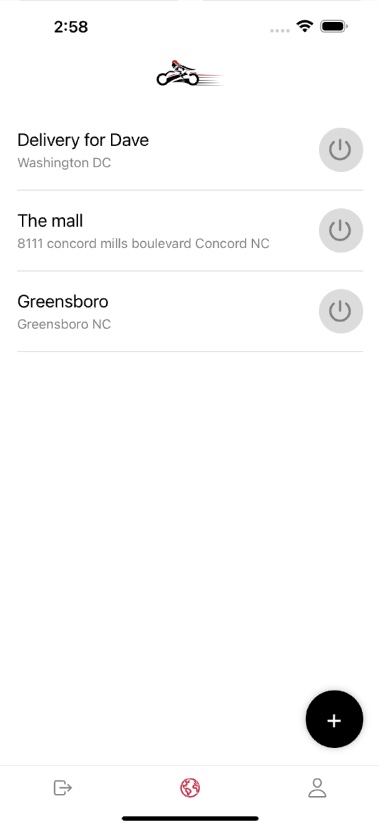 2:58
Delivery for Dave
Washington DC
The mall
8111 concord mills boulevard Concord NC
Greensboro
Greensboro NC
+